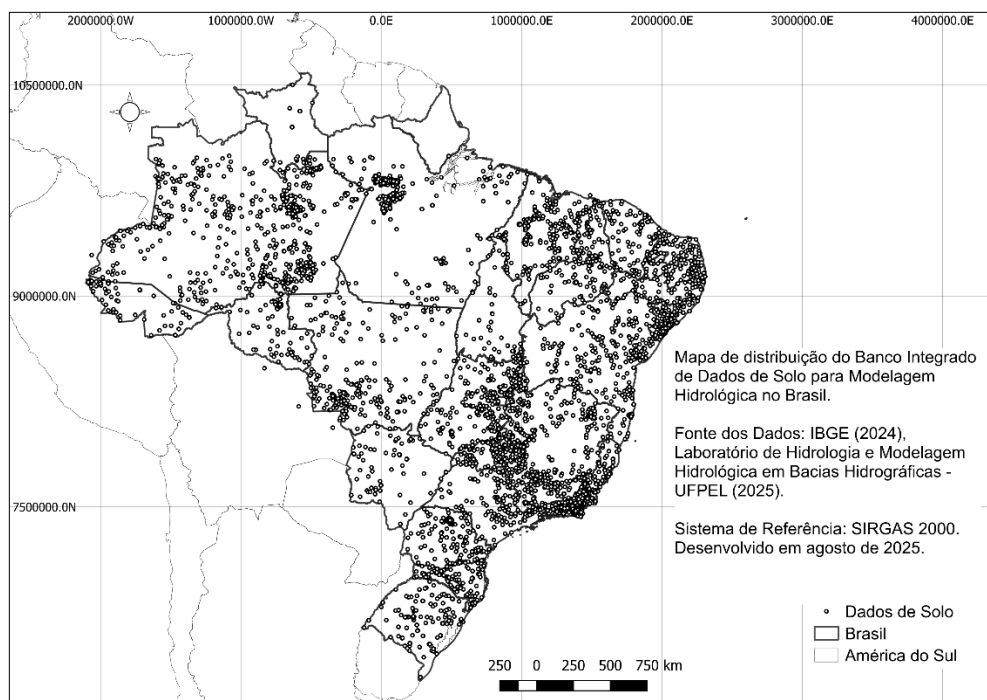 2000000.0E 1000000.0E 0.0E 1000000.0E 2000000.0E 3000000.0E 4000000.0E
10500000.0N
9000000.0N
7500000.0N
Mapa de distribuição do Banco Integrado
de Dados de Solo para Modelagem
Hidrológica no Brasil.
Fonte dos Dados: IBGE (2024),
Laboratório de Hidrologia e Modelagem
Hidrológica em Bacias Hidrográficas -
UFPEL (2025).
Sistema de Referência: SIRGAS 2000.
Desenvolvido em agosto de 2025.
Dados de Solo
Brasil
América do Sul
250 0 250 500 750 km